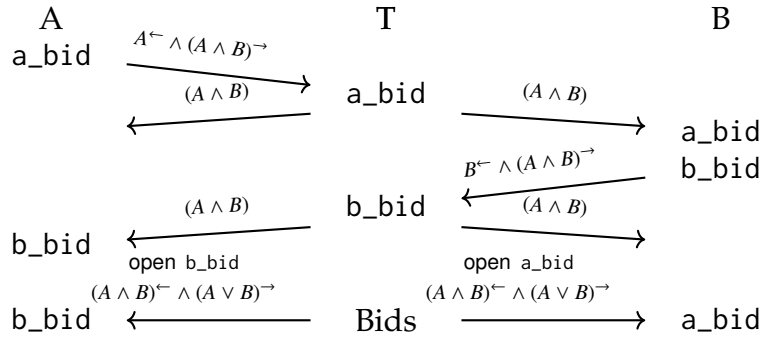 A T B
a_bid A← ∧ (A ∧ B)→
(A ∧ B) a_bid (A ∧ B)
a_bid
B← ∧ (A ∧ B)→ b_bid
(A ∧ B) b_bid (A ∧ B)
b_bid
open b_bid open a_bid
(A ∧ B)← ∧ (A ∨ B)→ (A ∧ B)← ∧ (A ∨ B)→
b_bid Bids a_bid